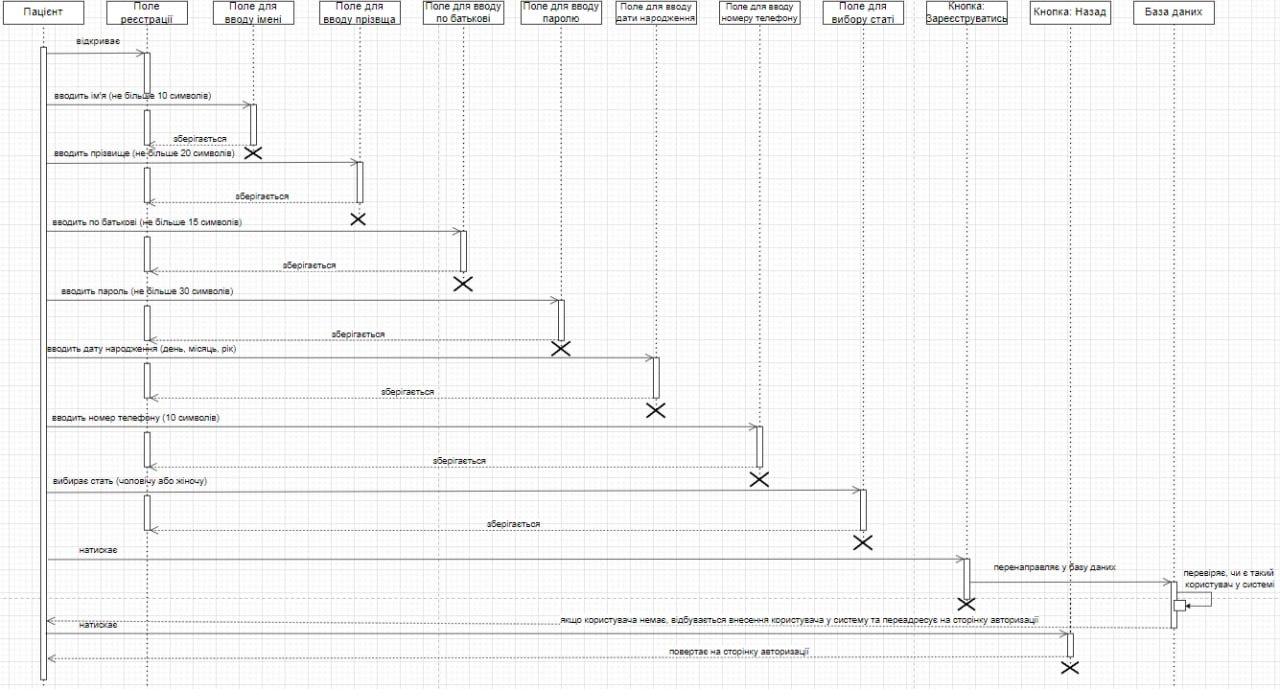 Пацієнт
Поле
реєстрації
Поле для
вводу імені
Поле для
вводу прізвща
Поле для вводу
по батькові
Поле для вводу
паролю
Поле для вводу
дати народження
Поле для вводу
номеру телефону
Поле для
вибору статі
Кнопка:
Зареєструватись
Кнопка: Назад
База даних
відкриває
вводить ім'я (не більше 10 символів)
зберігається
вводить прізвище (не більше 20 символів)
зберігається
вводить по батькові (не більше 15 символів)
зберігається
вводить пароль (не більше 30 символів)
зберігається
вводить дату народження (день, місяць, рік)
зберігається
вводить номер телефону (10 символів)
зберігається
вибирає стать (чоловічу або жіночу)
зберігається
натискає
перенаправляє у базу даних
перевіряє, чи є такий
користувач у системі
якщо користувача немає, відбувається внесення користувача у систему та переадресує на сторінку авторизації
натискає
повертає на сторінку авторизації